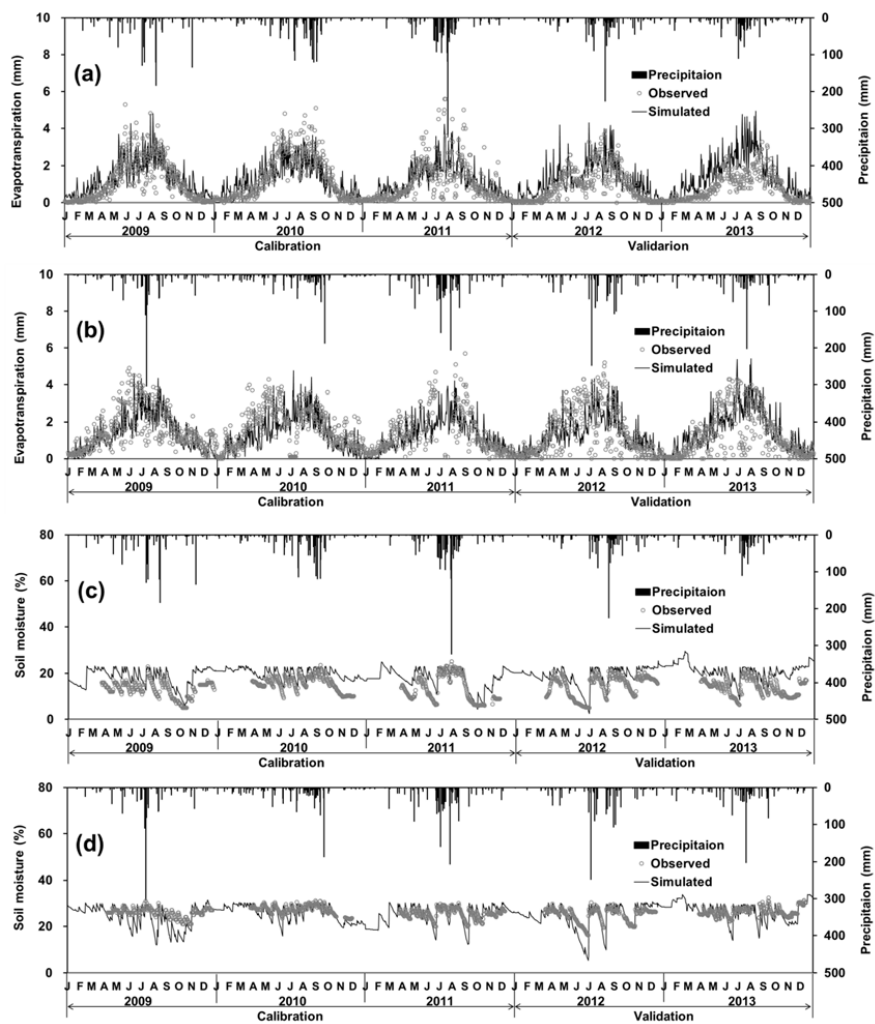 10 0
8 100
6 200
4 300
2 400
0 500
Evapotranspiration (mm)
Precipitaion (mm)
(a)
Precipitaion
Observed
Simulated
J F M A M J J A S O N D J F M A M J J A S O N D J F M A M J J A S O N D J F M A M J J A S O N D J F M A M J J A S O N D
2009 2010 2011 2012 2013
Calibration Validarion
10 0
8 100
6 200
4 300
2 400
0 500
Evapotranspiration (mm)
Precipitaion (mm)
(b)
Precipitaion
Observed
Simulated
J F M A M J J A S O N D J F M A M J J A S O N D J F M A M J J A S O N D J F M A M J J A S O N D J F M A M J J A S O N D
2009 2010 2011 2012 2013
Calibration Validation
80 0
60 100
200
40 300
20 400
0 500
Soil moisture (%)
Precipitaion (mm)
(c)
Precipitaion
Observed
Simulated
J F M A M J J A S O N D J F M A M J J A S O N D J F M A M J J A S O N D J F M A M J J A S O N D J F M A M J J A S O N D
2009 2010 2011 2012 2013
Calibration Validation
80 0
60 100
200
40 300
20 400
0 500
Soil moisture (%)
Precipitaion (mm)
(d)
Precipitaion
Observed
Simulated
J F M A M J J A S O N D J F M A M J J A S O N D J F M A M J J A S O N D J F M A M J J A S O N D J F M A M J J A S O N D
2009 2010 2011 2012 2013
Calibration Validation